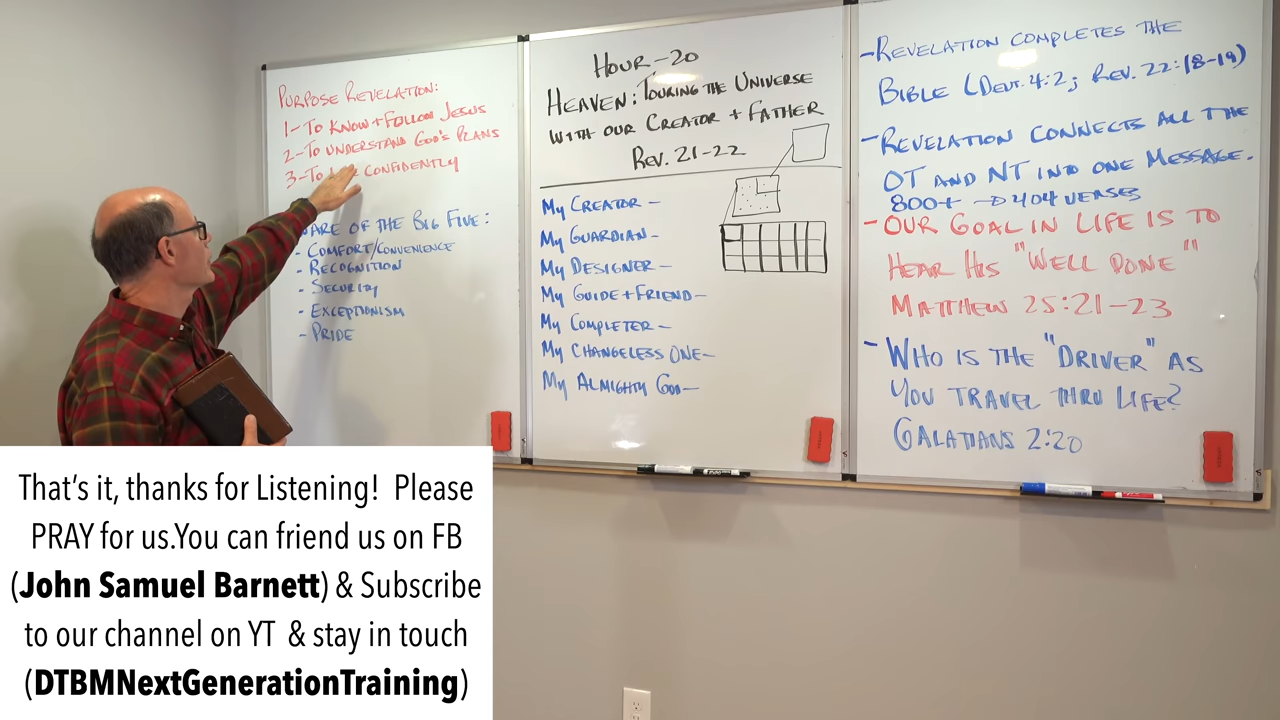 PURPOSE REVELATION:
1- TO KNOW + FOLLOW JESUS
2- TO UNDERSTAND GOD'S PLANS
3- TO CONFIDENTLY
OF THE BIG FIVE:
- COMFORT/CONVENIENCE
- RECOGNITION
- SECURITY
- EXCEPTIONISM
- PRIDE
HOUR-20
HEAVEN: TOURING THE UNIVERSE
WITH OUR CREATOR + FATHER
REV. 21-22
MY CREATOR -
MY GUARDIAN -
MY DESIGNER -
MY GUIDE + FRIEND -
MY COMPLETER -
MY CHANGELESS ONE -
MY ALMIGHTY GOD -
- REVELATION COMPLETES THE
BIBLE (DEUT. 4:2; REV. 22:18-19)
- REVELATION CONNECTS ALL THE
OT AND NT INTO ONE MESSAGE.
800+ → 404 VERSES
- OUR GOAL IN LIFE IS TO
HEAR HIS "WELL DONE"
MATTHEW 25:21-23
- WHO IS THE "DRIVER" AS
YOU TRAVEL THRU LIFE?
GALATIANS 2:20
That's it, thanks for Listening! Please
PRAY for us.You can friend us on FB
(John Samuel Barnett) & Subscribe
to our channel on YT & stay in touch
(DTBMNextGenerationTraining)